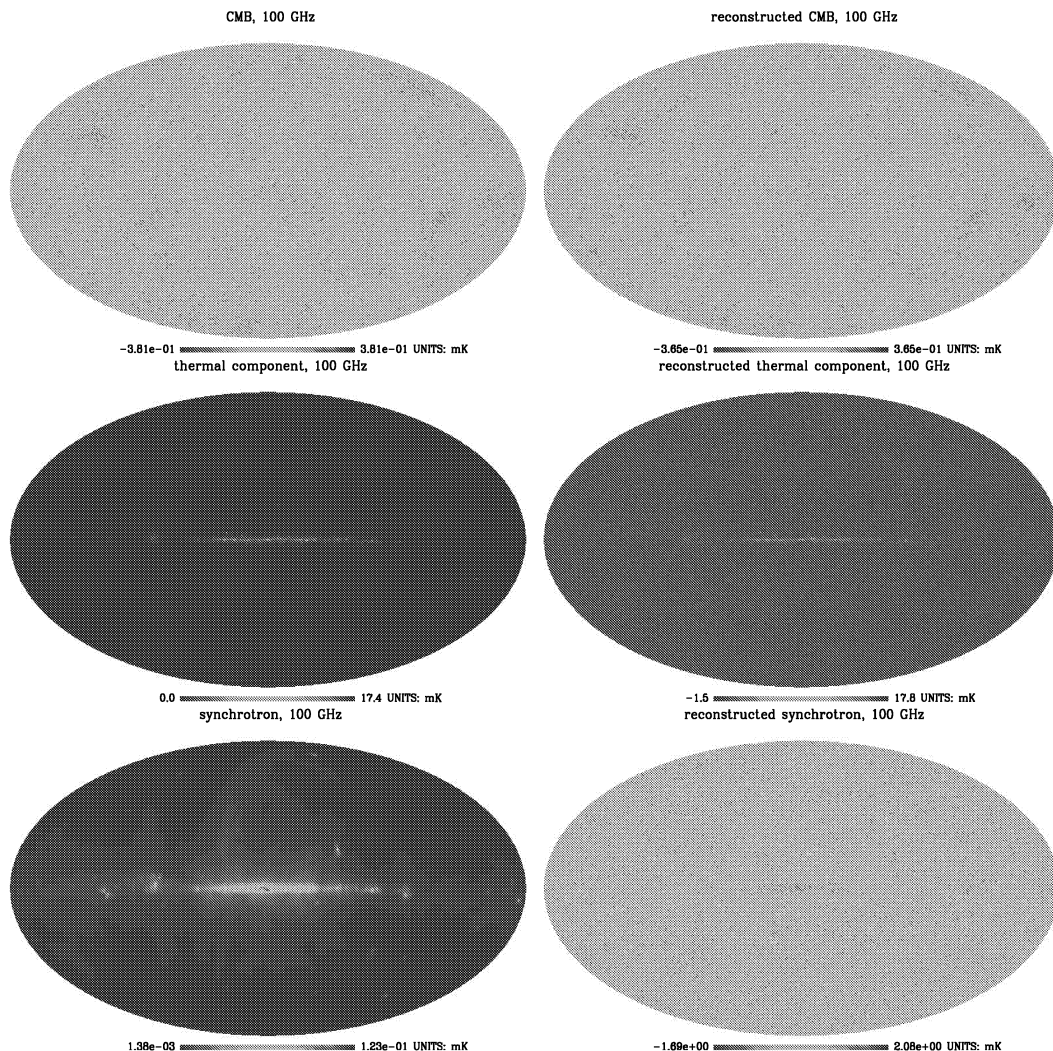 CMB, 100 GHz
reconstructed CMB, 100 GHz
-3.81e-01 3.81e-01 UNITS: mK
-3.65e-01 3.65e-01 UNITS: mK
thermal component, 100 GHz
reconstructed thermal component, 100 GHz
0.0 17.4 UNITS: mK
-1.5 17.8 UNITS: mK
synchrotron, 100 GHz
reconstructed synchrotron, 100 GHz
1.38e-03 1.23e-01 UNITS: mK
-1.69e+00 2.08e+00 UNITS: mK